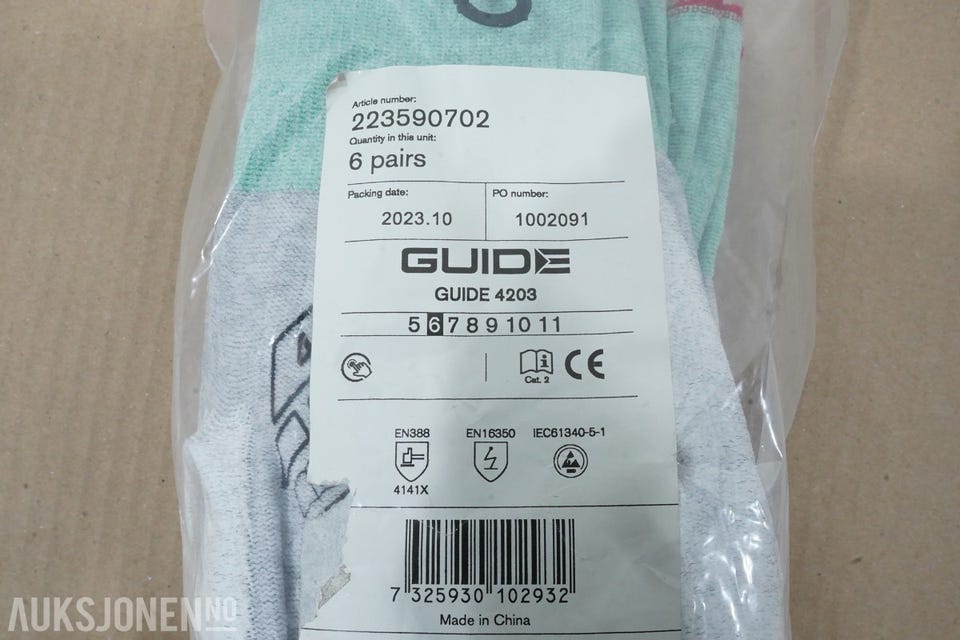 Article number:
223590702
Quantity in this unit:
6 pairs
Packing date: PO number:
2023.10 1002091
GUIDE
GUIDE 4203
5 6 7 8 9 10 11
i
Cat. 2 CE
EN388 EN16350 IEC61340-5-1
4141X
7 325930 102932
Made in China
AUKSJONEN.NO